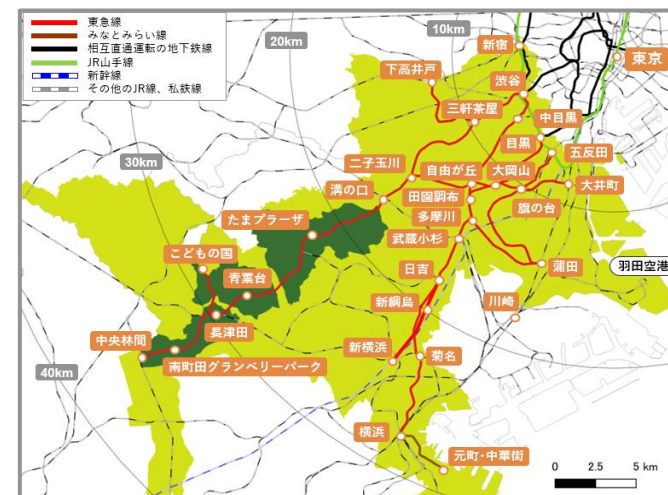 東急線
みなとみらい線
相互直通運転の地下鉄線
JR山手線
新幹線
その他のJR線、私鉄線
20km
10km
新宿
東京
下高井戸
渋谷
三軒茶屋
中目黒
目黒
五反田
30km
二子玉川
自由が丘
大岡山
溝の口
田園調布
大井町
旗の台
たまプラーザ
多摩川
武蔵小杉
こどもの国
日吉
蒲田
羽田空港
青葉台
新綱島
川崎
長津田
中央林間
新横浜
菊名
南町田グランベリーパーク
40km
横浜
元町・中華街
0 2.5 5 km